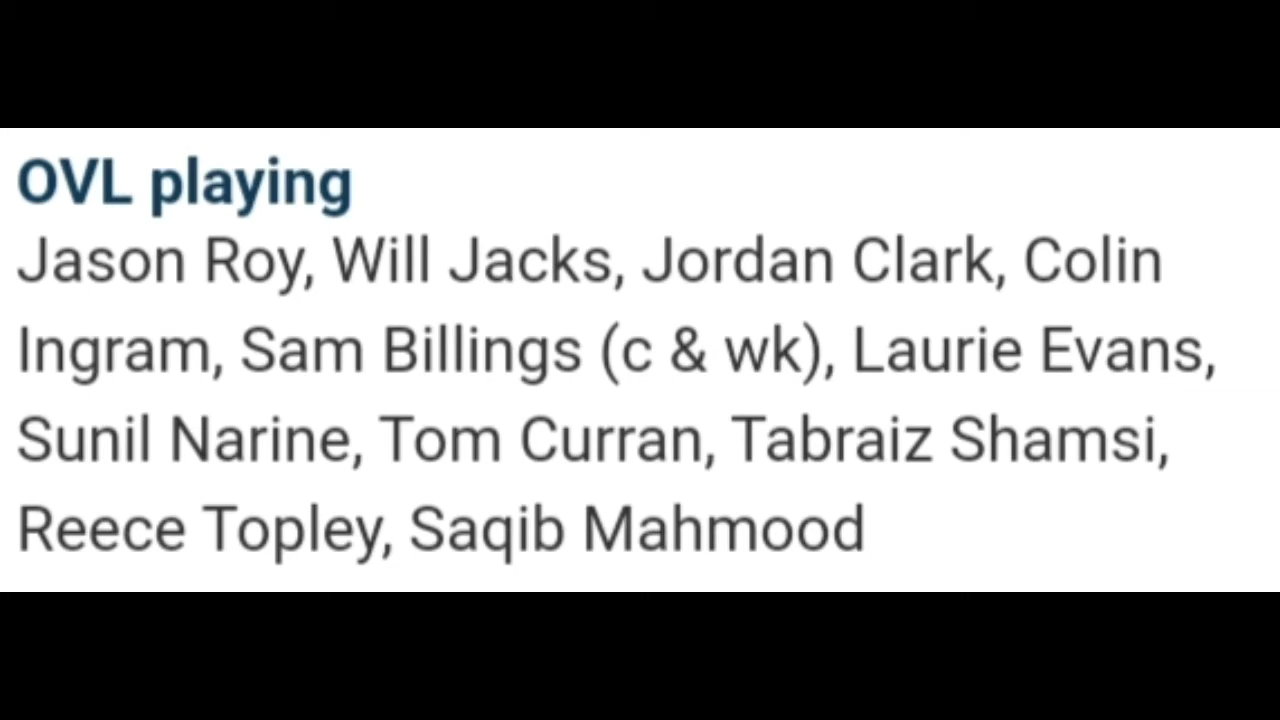 OVL playing
Jason Roy, Will Jacks, Jordan Clark, Colin
Ingram, Sam Billings (c & wk), Laurie Evans,
Sunil Narine, Tom Curran, Tabraiz Shamsi,
Reece Topley, Saqib Mahmood